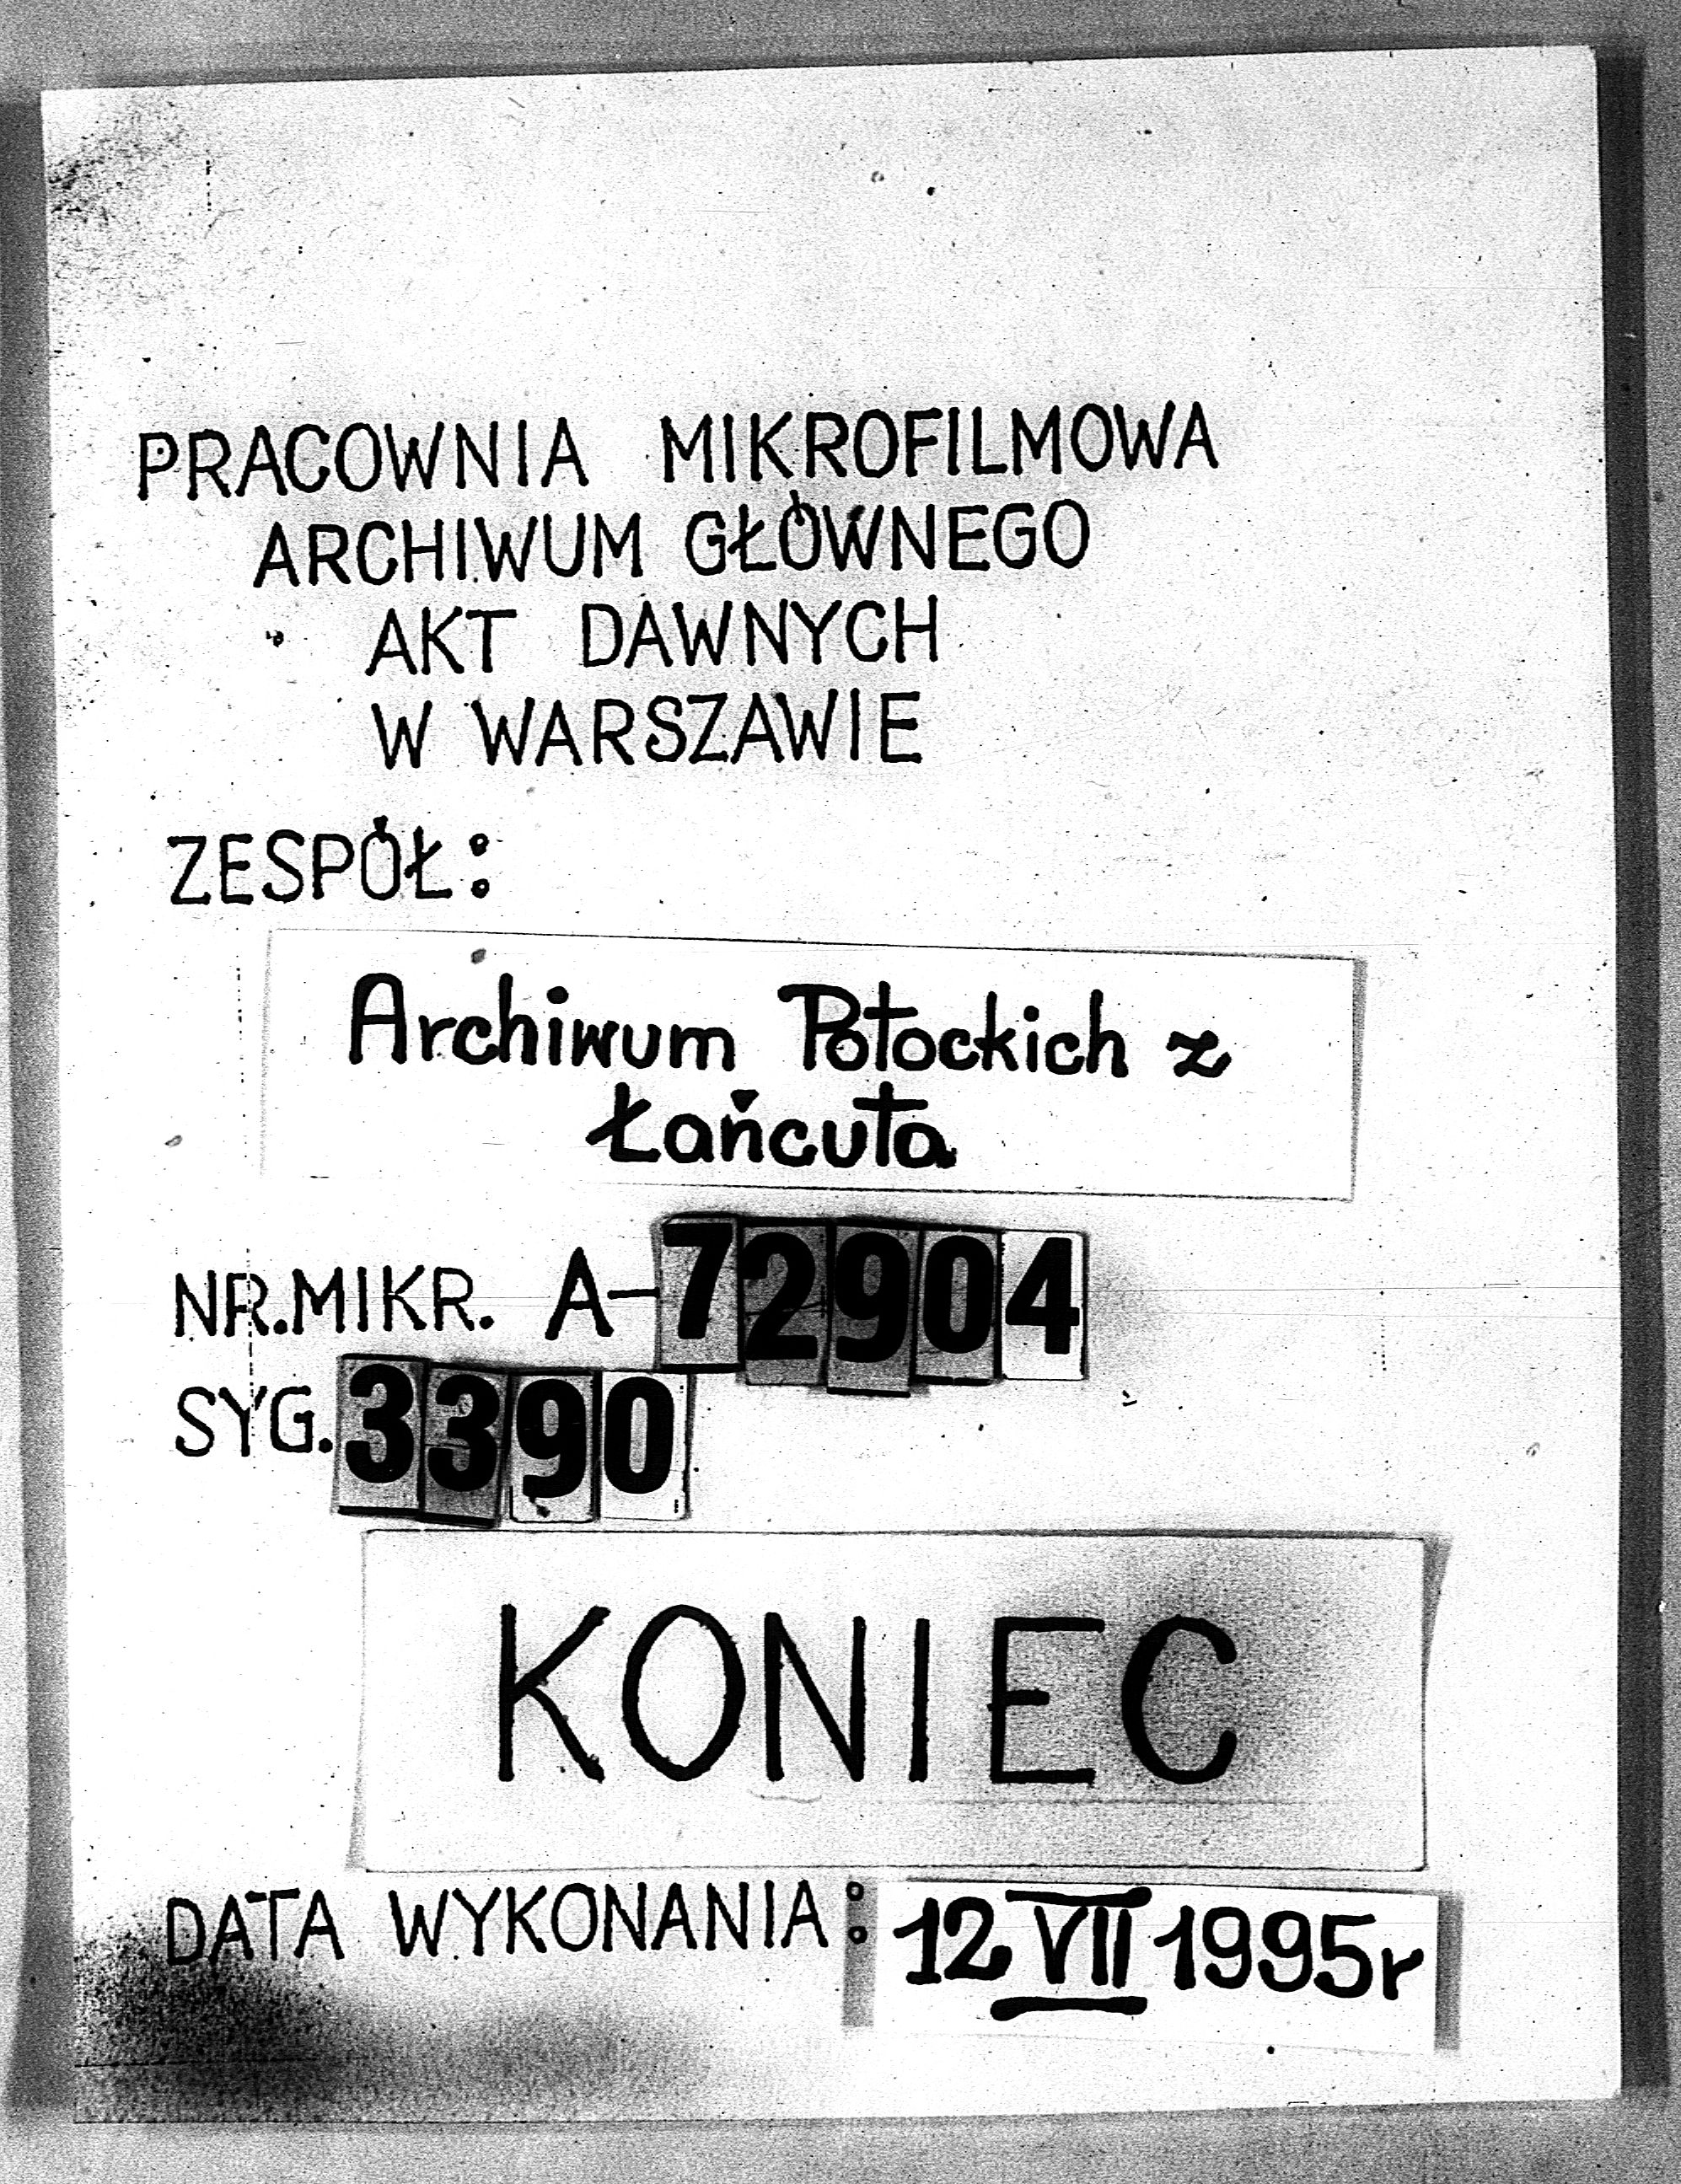 PRACOWNIA MIKROFILMOWA
ARCHIWUM GŁÓWNEGO
AKT DAWNYCH
W WARSZAWIE
ZESPÓŁ:
Archiwum Potockich z
Łańcuta
NR.MIKR. A-72904
SYG. 3390
KONIEC
DATA WYKONANIA: 12 VII 1995r